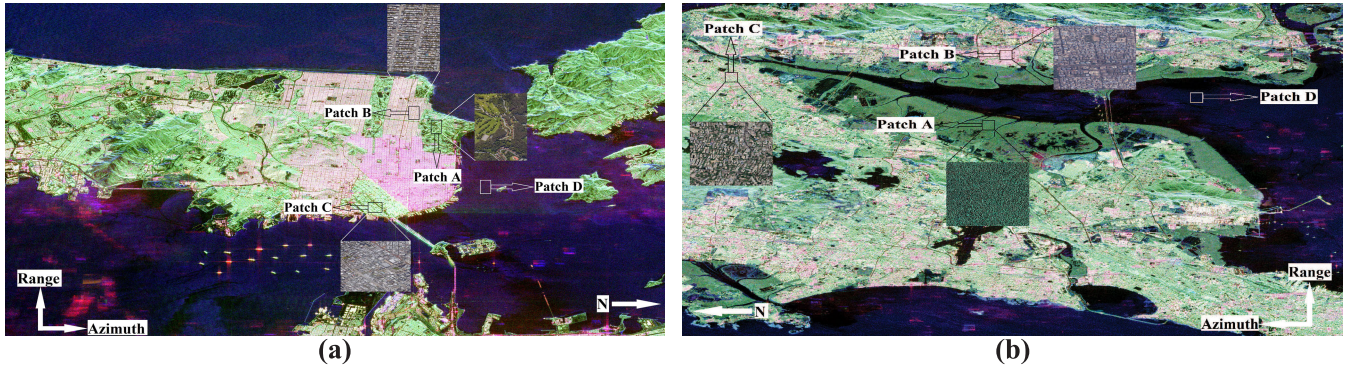 Patch B
Patch A
Patch D
Patch C
Range
Azimuth
N
(a)
Patch C
Patch B
Patch D
Patch A
Range
N
Azimuth
(b)